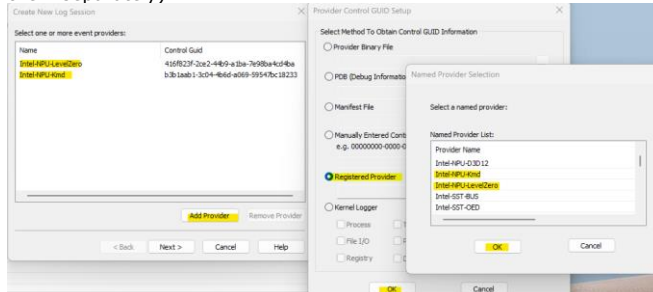 Create New Log Session
Select one or more event providers:
Name Control Guid
Intel-NPU-LevelZero 416f823f-2ce2-44b9-a1ba-7e98ba4cd4ba
Intel-NPU-Kmd b3b1aab1-3c04-4b6d-a069-59547bc18233
Add Provider Remove Provider
< Back Next > Cancel Help
Provider Control GUID Setup
Select Method To Obtain Control GUID Information
Provider Binary File
PDB (Debug Informatio
Manifest File
Manually Entered Cont
e.g. 00000000-0000-0
Registered Provider
Kernel Logger
Process
File I/O
Registry
OK Cancel
Named Provider Selection
Select a named provider:
Named Provider List:
Provider Name
Intel-NPU-D3D12
Intel-NPU-Kmd
Intel-NPU-LevelZero
Intel-SST-BUS
Intel-SST-OED
OK Cancel